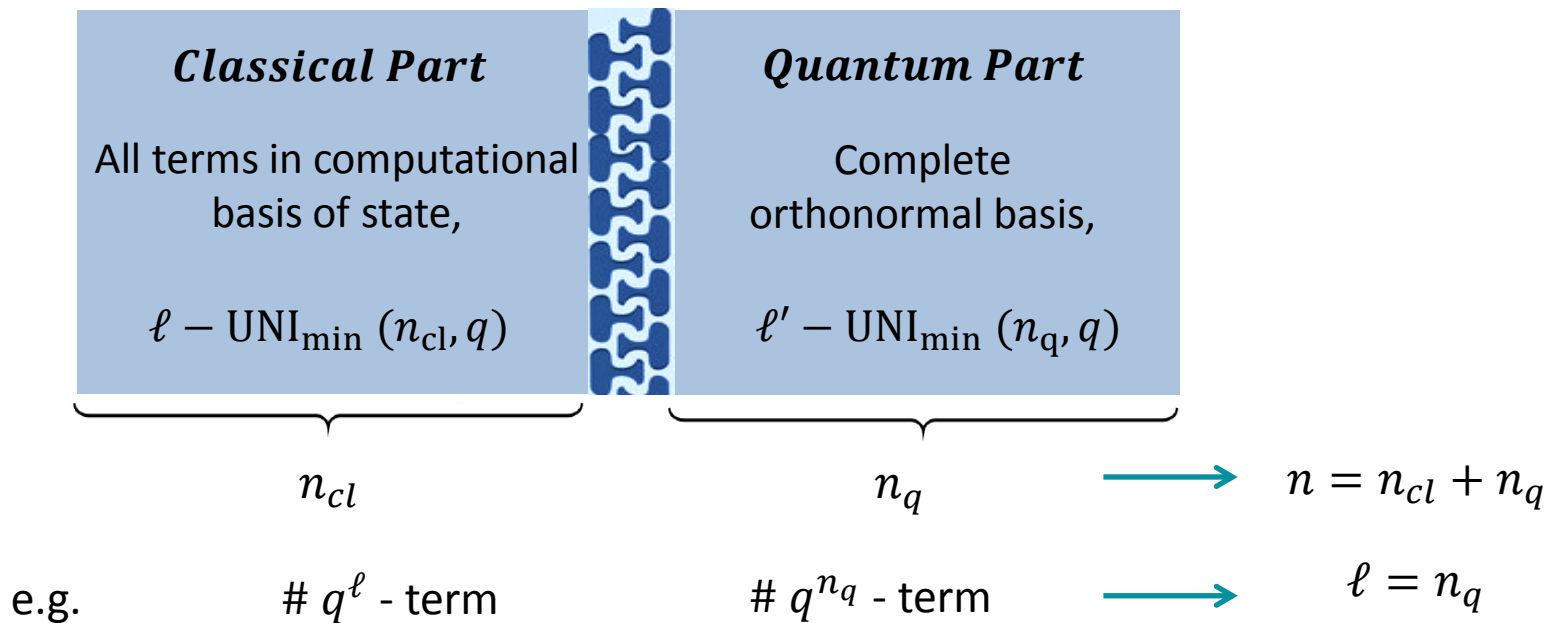 Classical Part
All terms in computational
basis of state,
ℓ − UNI_min (n_cl, q)
Quantum Part
Complete
orthonormal basis,
ℓ′ − UNI_min (n_q, q)
n_cl
n_q
n = n_cl + n_q
e.g.
# q^ℓ - term
# q^{n_q} - term
ℓ = n_q